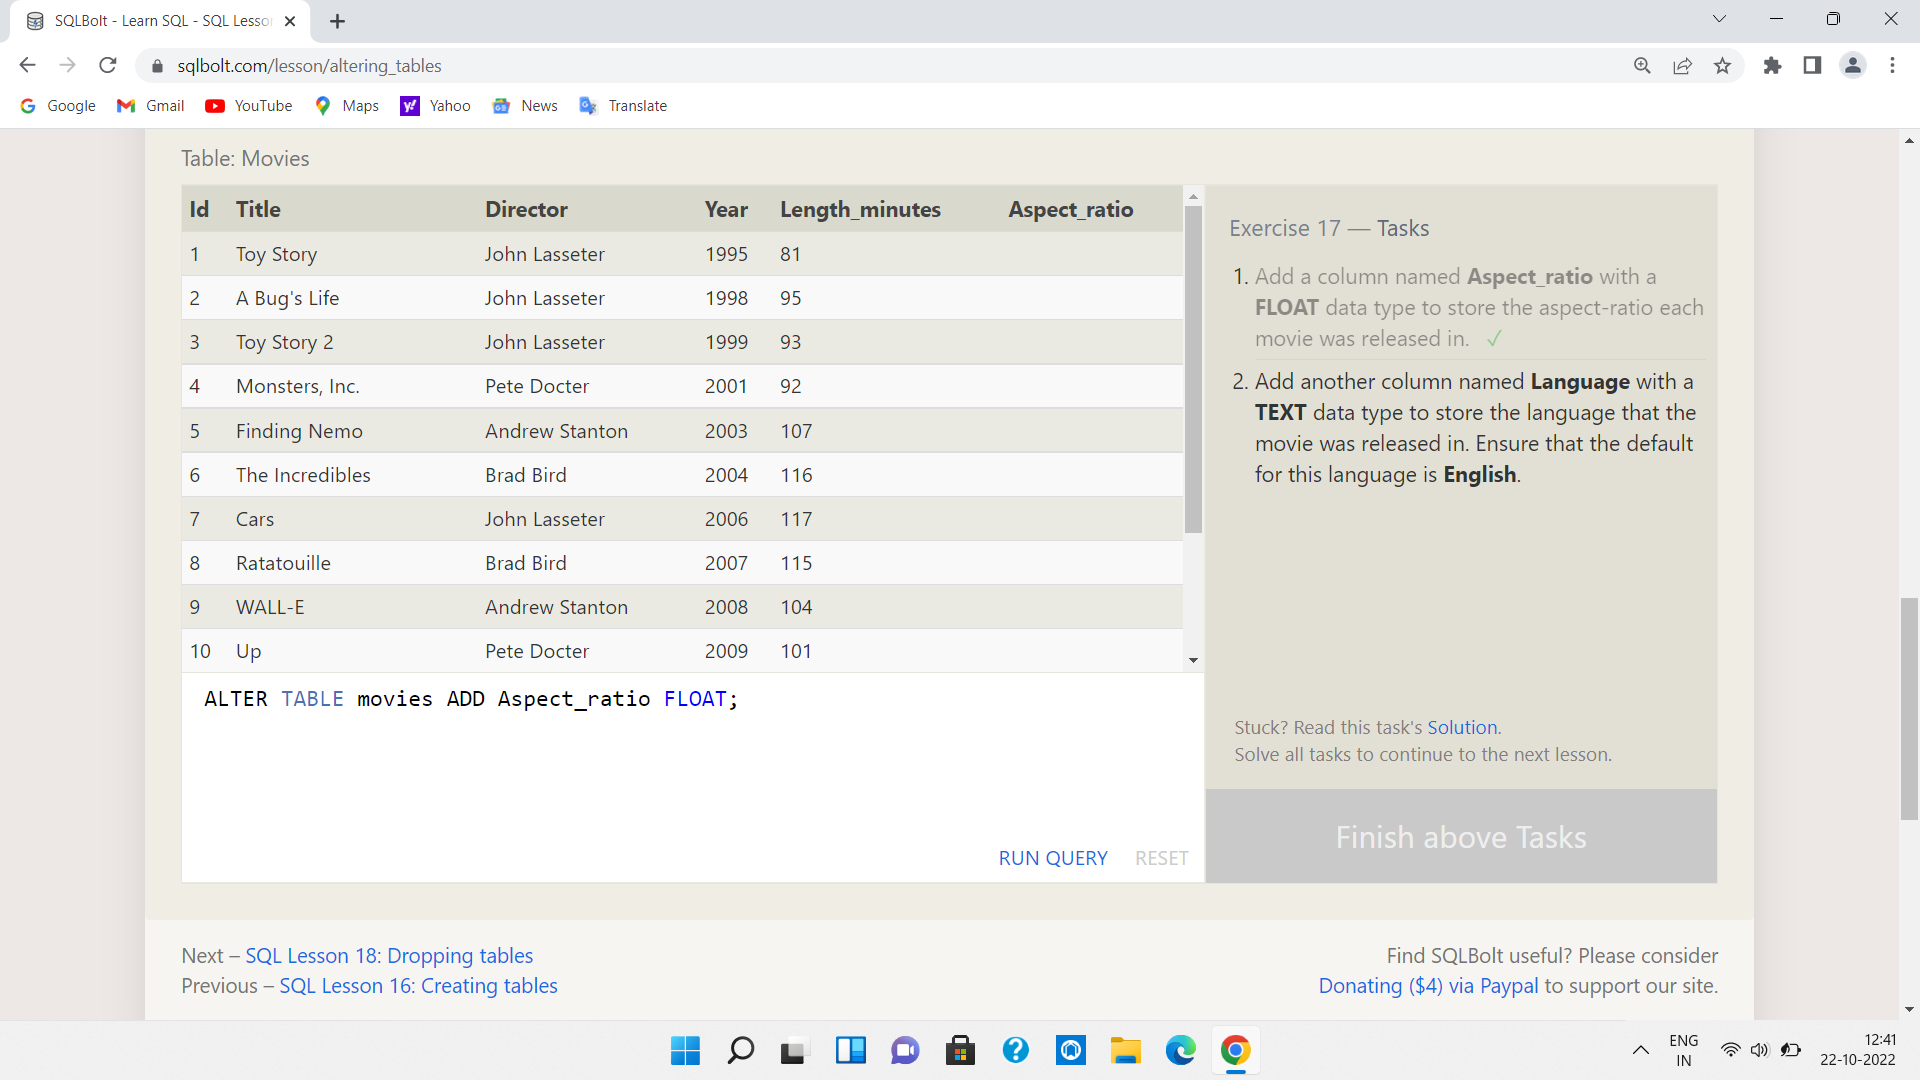 SQLBolt - Learn SQL - SQL Lesso
sqlbolt.com/lesson/altering_tables
Google Gmail YouTube Maps Yahoo News Translate
Table: Movies
Id Title Director Year Length_minutes Aspect_ratio
1 Toy Story John Lasseter 1995 81
2 A Bug's Life John Lasseter 1998 95
3 Toy Story 2 John Lasseter 1999 93
4 Monsters, Inc. Pete Docter 2001 92
5 Finding Nemo Andrew Stanton 2003 107
6 The Incredibles Brad Bird 2004 116
7 Cars John Lasseter 2006 117
8 Ratatouille Brad Bird 2007 115
9 WALL-E Andrew Stanton 2008 104
10 Up Pete Docter 2009 101
ALTER TABLE movies ADD Aspect_ratio FLOAT;
RUN QUERY RESET
Exercise 17 — Tasks
1. Add a column named Aspect_ratio with a
FLOAT data type to store the aspect-ratio each
movie was released in. ✓
2. Add another column named Language with a
TEXT data type to store the language that the
movie was released in. Ensure that the default
for this language is English.
Stuck? Read this task's Solution.
Solve all tasks to continue to the next lesson.
Finish above Tasks
Next – SQL Lesson 18: Dropping tables
Previous – SQL Lesson 16: Creating tables
Find SQLBolt useful? Please consider
Donating ($4) via Paypal to support our site.
ENG
IN
12:41
22-10-2022